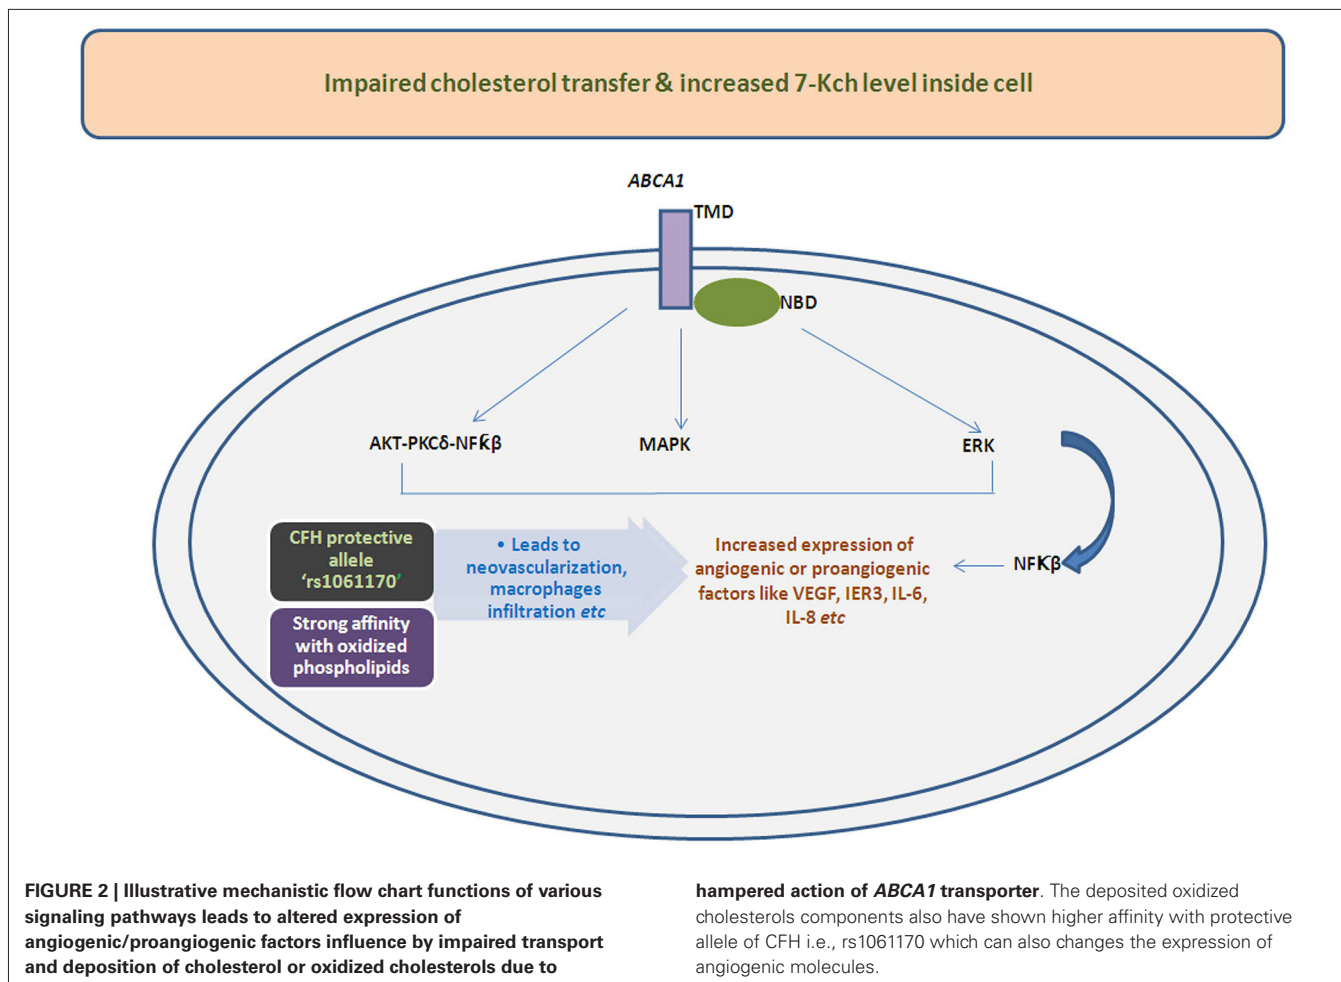 Impaired cholesterol transfer & increased 7-Kch level inside cell
ABCA1
TMD
NBD
AKT-PKCδ-NFƘβ
MAPK
ERK
CFH protective
allele
‘rs1061170’
Strong affinity
with oxidized
phospholipids
• Leads to
neovascularization,
macrophages
infiltration etc
Increased expression of
angiogenic or proangiogenic
factors like VEGF, IER3, IL-6,
IL-8 etc
NFƘβ
FIGURE 2 | Illustrative mechanistic flow chart functions of various
signaling pathways leads to altered expression of
angiogenic/proangiogenic factors influence by impaired transport
and deposition of cholesterol or oxidized cholesterols due to
hampered action of ABCA1 transporter. The deposited oxidized
cholesterols components also have shown higher affinity with protective
allele of CFH i.e., rs1061170 which can also changes the expression of
angiogenic molecules.